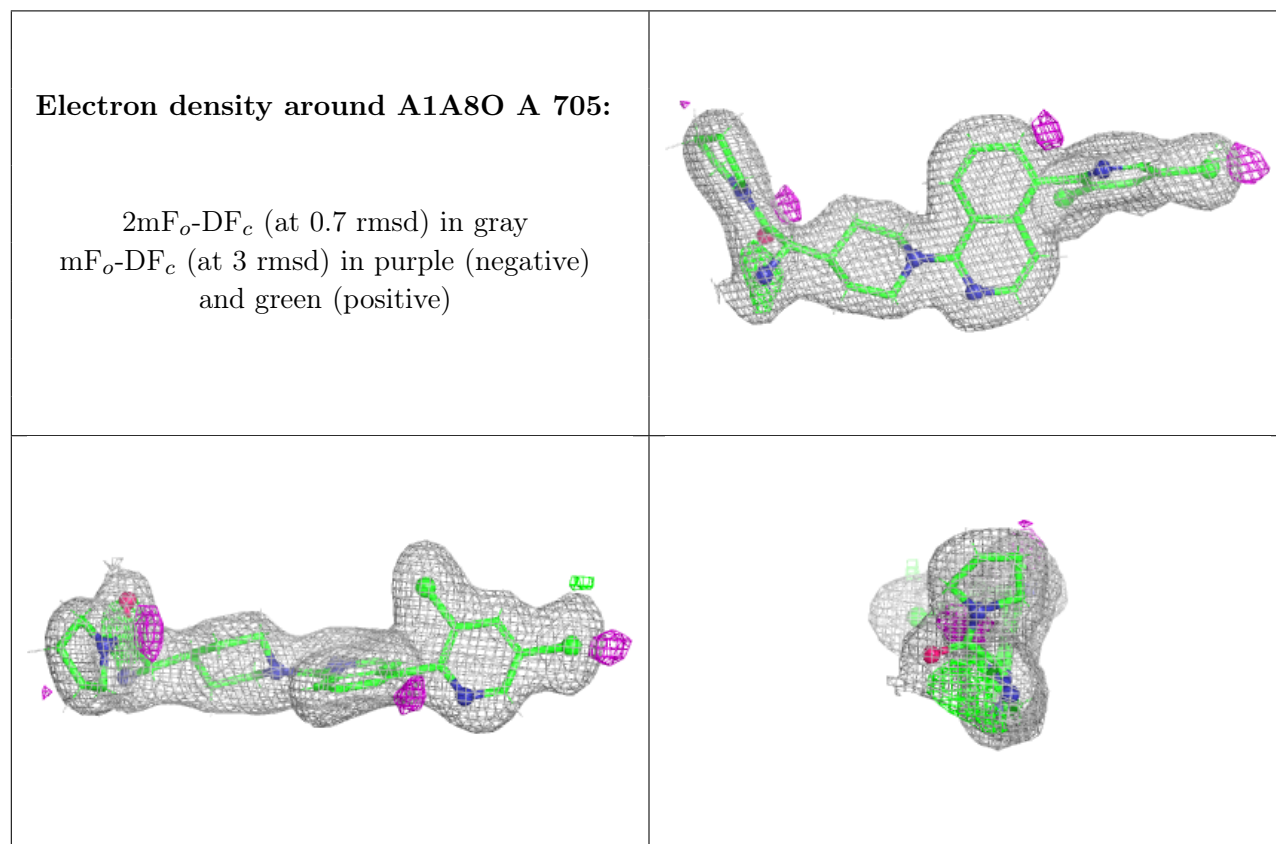 Electron density around A1A8O A 705:
2mFₒ-DF𝒸 (at 0.7 rmsd) in gray
mFₒ-DF𝒸 (at 3 rmsd) in purple (negative)
and green (positive)